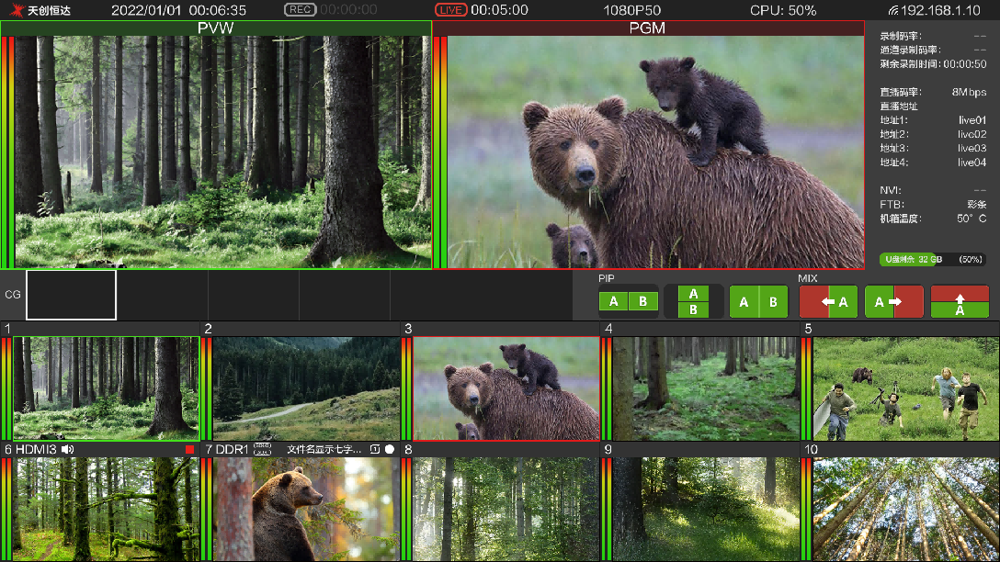 天创恒达 2022/01/01 00:06:35 REC 00:00:00 LIVE 00:05:00 1080P50 CPU: 50% 192.168.1.10
PVW PGM
录制码率: --
通道录制码率: --
剩余录制时间: 00:00:50
直播码率: 8Mbps
直播地址
地址1: live01
地址2: live02
地址3: live03
地址4: live04
NVI: --
FTB: 彩条
机箱温度: 50°C
U盘剩余 32 GB (50%)
CG
PIP MIX
A B A B A B A A A
1 2 3 4 5
6 HDMI3 7 DDR1 文件名显示七字... 8 9 10